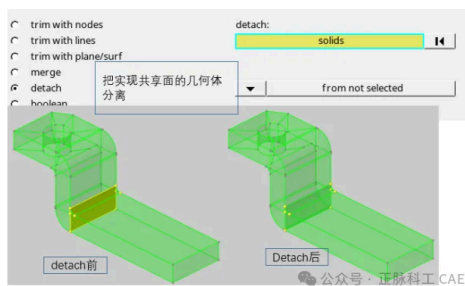 trim with nodes
trim with lines
trim with plane/surf
merge
detach
boolean
detach:
solids
from not selected
把实现共享面的几何体
分离
detach前
Detach后
公众号 · 正脉科工 CAE